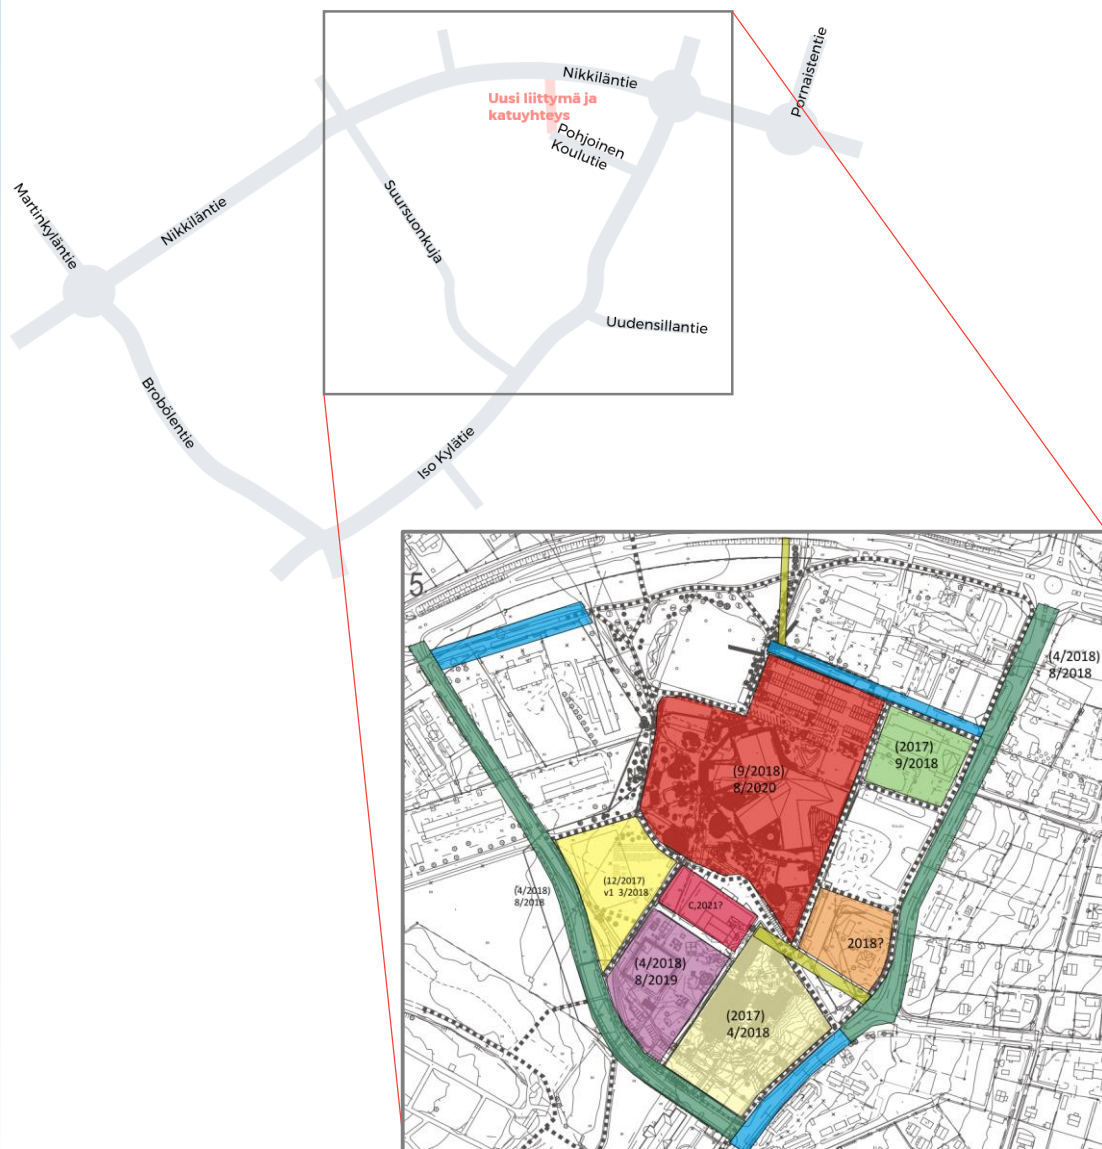 Pornaistentie
Nikkiläntie
Uusi liittymä ja
katuyhteys
Pohjoinen
Koulutie
Martinkyläntie
Nikkiläntie
Suursuonkuja
Uudensillantie
Brobölentie
Iso Kylätie
5
?
(4/2018)
8/2018
?
(2017)
9/2018
(9/2018)
8/2020
(12/2017)
v1 3/2018
(4/2018)
8/2018
C,2021?
2018?
(4/2018)
8/2019
(2017)
4/2018
?